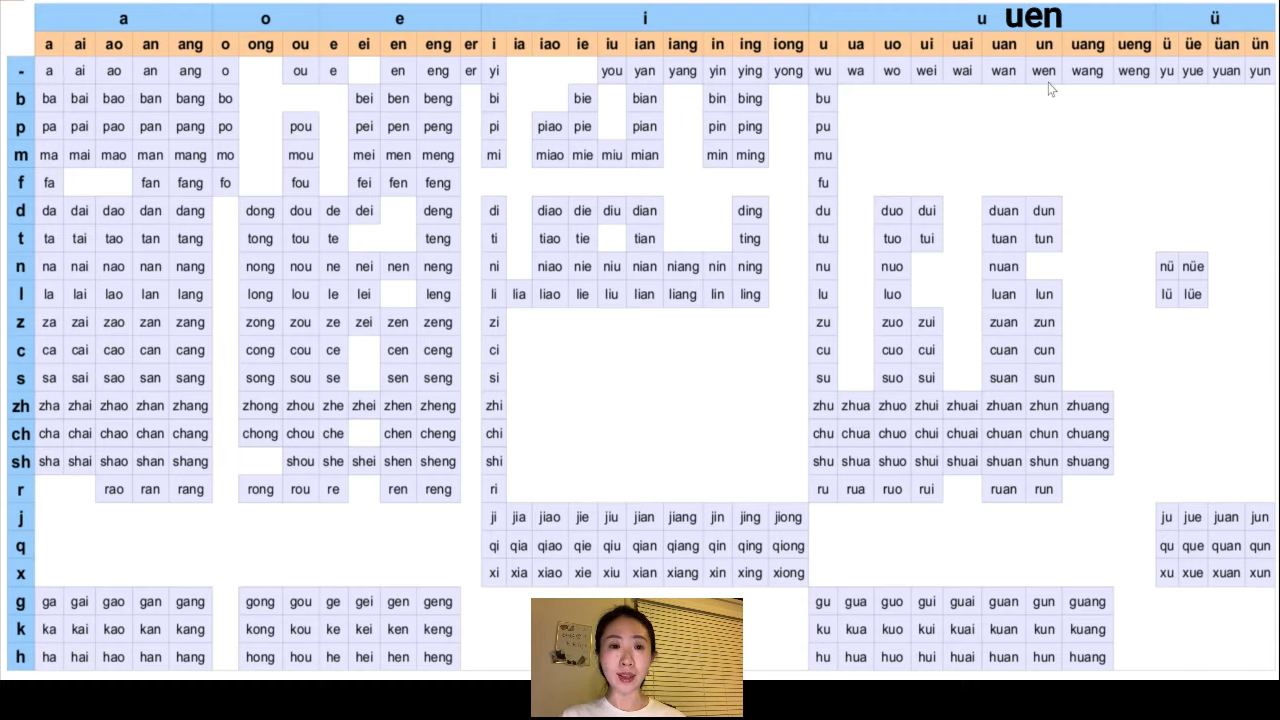 a o e i u uen ü
a ai ao an ang o ong ou e ei en eng er i ia iao ie iu ian iang in ing iong u ua uo ui uai uan un uang ueng ü üe üan ün
- a ai ao an ang o ou e en eng er yi you yan yang yin ying yong wu wa wo wei wai wan wen wang weng yu yue yuan yun
b ba bai bao ban bang bo bei ben beng bi bie bian bin bing bu
p pa pai pao pan pang po pou pei pen peng pi piao pie pian pin ping pu
m ma mai mao man mang mo mou mei men meng mi miao mie miu mian min ming mu
f fa fan fang fo fou fei fen feng fu
d da dai dao dan dang dong dou de dei deng di diao die diu dian ding du duo dui duan dun
t ta tai tao tan tang tong tou te teng ti tiao tie tian ting tu tuo tui tuan tun
n na nai nao nan nang nong nou ne nei nen neng ni niao nie niu nian niang nin ning nu nuo nuan nü nüe
l la lai lao lan lang long lou le lei leng li lia liao lie liu lian liang lin ling lu luo luan lun lü lüe
z za zai zao zan zang zong zou ze zei zen zeng zi zu zuo zui zuan zun
c ca cai cao can cang cong cou ce cen ceng ci cu cuo cui cuan cun
s sa sai sao san sang song sou se sen seng si su suo sui suan sun
zh zha zhai zhao zhan zhang zhong zhou zhe zhei zhen zheng zhi zhu zhua zhuo zhui zhuai zhuan zhun zhuang
ch cha chai chao chan chang chong chou che chen cheng chi chu chua chuo chui chuai chuan chun chuang
sh sha shai shao shan shang shou she shei shen sheng shi shu shua shuo shui shuai shuan shun shuang
r rao ran rang rong rou re ren reng ri ru rua ruo rui ruan run
j ji jia jiao jie jiu jian jiang jin jing jiong ju jue juan jun
q qi qia qiao qie qiu qian qiang qin qing qiong qu que quan qun
x xi xia xiao xie xiu xian xiang xin xing xiong xu xue xuan xun
g ga gai gao gan gang gong gou ge gei gen geng gu gua guo gui guai guan gun guang
k ka kai kao kan kang kong kou ke kei ken keng ku kua kuo kui kuai kuan kun kuang
h ha hai hao han hang hong hou he hei hen heng hu hua huo hui huai huan hun huang